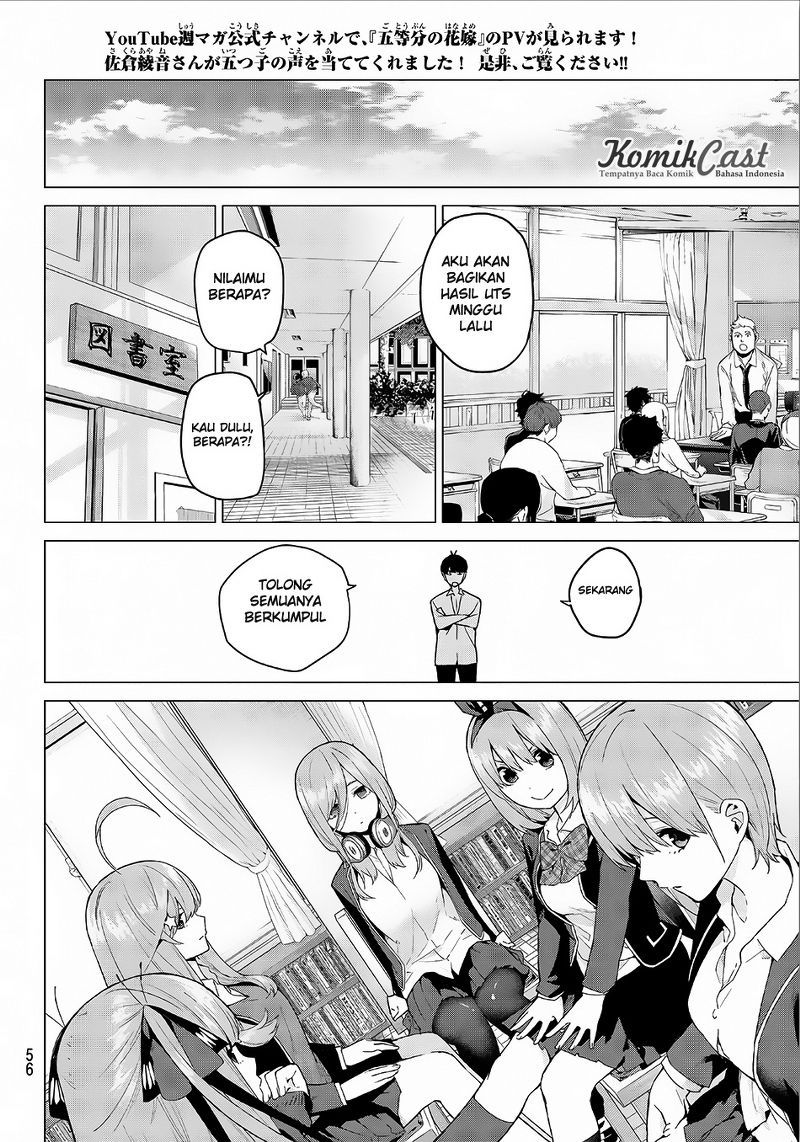 YouTube週マガ公式チャンネルで、『五等分の花嫁』のPVが見られます！
佐倉綾音さんが五つ子の声を当ててくれました！ 是非、ご覧ください!!
KomikCast
Tempatnya Baca Komik Bahasa Indonesia
AKU AKAN
BAGIKAN
HASIL UTS
MINGGU
LALU
NILAIMU
BERAPA?
図書室
KAU DULU,
BERAPA?!
SEKARANG
TOLONG
SEMUANYA
BERKUMPUL
56